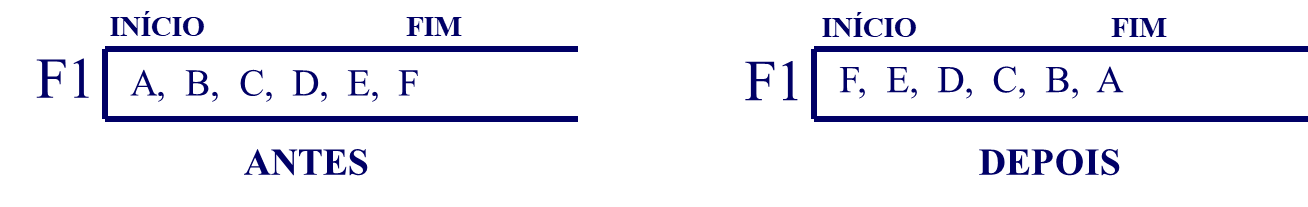 INÍCIO FIM
F1 A, B, C, D, E, F
ANTES
INÍCIO FIM
F1 F, E, D, C, B, A
DEPOIS